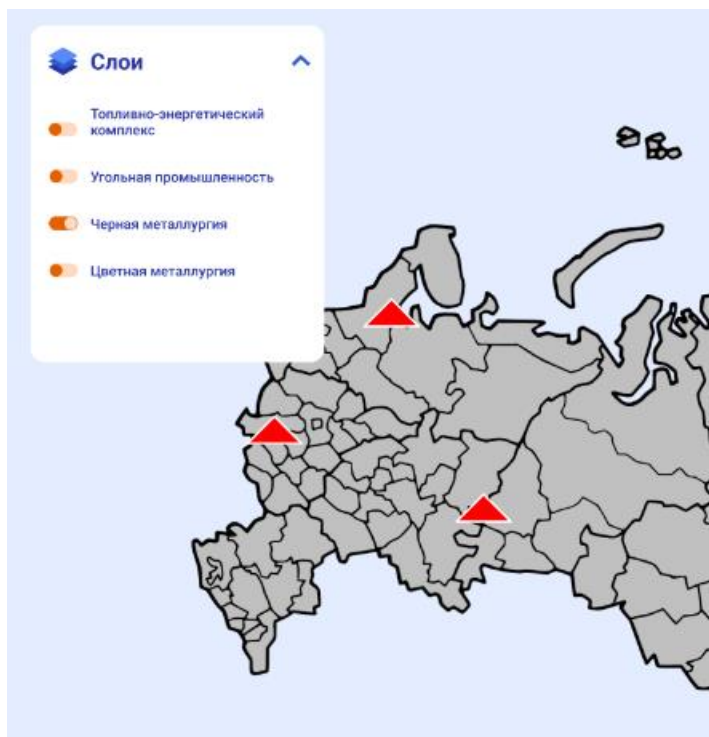 Слои
Топливно-энергетический
комплекс
Угольная промышленность
Черная металлургия
Цветная металлургия